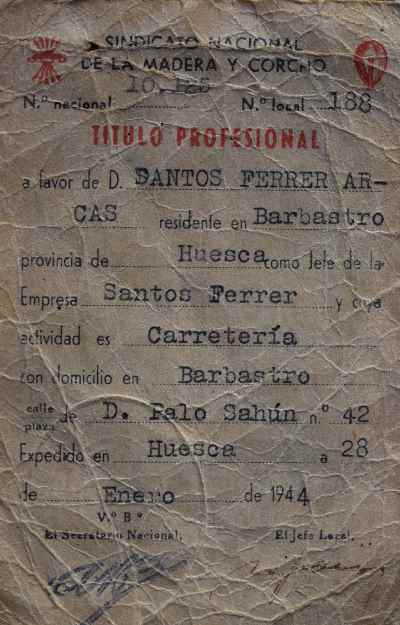 SINDICATO NACIONAL
DE LA MADERA Y CORCHO
N.º nacional 10.725 N.º local 188
TITULO PROFESIONAL
a favor de D. SANTOS FERRER AR-
CAS residente en Barbastro
provincia de Huesca como Jefe de la
Empresa Santos Ferrer y cuya
actividad es Carretería
con domicilio en Barbastro
calle
plaza de D. Palo Sahún n.º 42
Expedido en Huesca a 28
de Enero de 1944
V.º B.º
El Secretario Nacional, El Jefe Local,